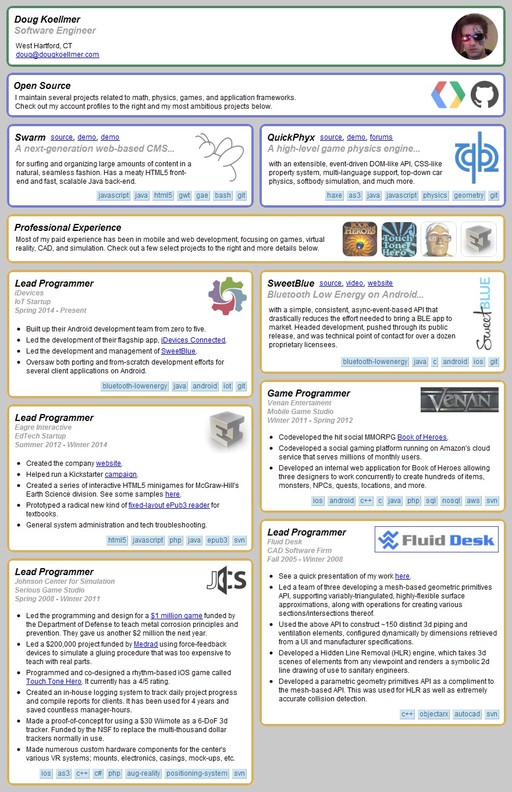 Doug Koellmer
Software Engineer
West Hartford, CT
doug@dougkoellmer.com
Open Source
I maintain several projects related to math, physics, games, and application frameworks.
Check out my account profiles to the right and my most ambitious projects below.
Swarm source, demo, demo
A next-generation web-based CMS...
for surfing and organizing large amounts of content in a
natural, seamless fashion. Has a meaty HTML5 front-
end and fast, scalable Java back-end.
javascript java html5 gwt gae bash git
QuickPhyx source, demo, forums
A high-level game physics engine...
with an extensible, event-driven DOM-like API, CSS-like
property system, multi-language support, top-down car
physics, softbody simulation, and much more.
haxe as3 java javascript physics geometry git
Professional Experience
Most of my paid experience has been in mobile and web development, focusing on games, virtual
reality, CAD, and simulation. Check out a few select projects to the right and more details below.
BOOK HEROES
Touch Tone Hero
Lead Programmer
iDevices
IoT Startup
Spring 2014 - Present
Built up their Android development team from zero to five.
Led the development of their flagship app, iDevices Connected.
Led the development and management of SweetBlue.
Oversaw both porting and from-scratch development efforts for
several client applications on Android.
bluetooth-lowenergy java android iot git
SweetBlue source, video, website
Bluetooth Low Energy on Android...
with a simple, consistent, async-event-based API that
drastically reduces the effort needed to bring a BLE app to
market. Headed development, pushed through its public
release, and was technical point of contact for over a dozen
proprietary licensees.
SweetBLUE
bluetooth-lowenergy java c android ios git
Lead Programmer
Eagre Interactive
EdTech Startup
Summer 2012 - Winter 2014
Created the company website.
Helped run a Kickstarter campaign.
Created a series of interactive HTML5 minigames for McGraw-Hill's
Earth Science division. See some samples here.
Prototyped a radical new kind of fixed-layout ePub3 reader for
textbooks.
General system administration and tech troubleshooting.
html5 javascript php java epub3 svn
Game Programmer
Venan Entertaiment
Mobile Game Studio
Winter 2011 - Spring 2012
VENAN
Codeveloped the hit social MMORPG Book of Heroes.
Codeveloped a social gaming platform running on Amazon's cloud
service that serves millions of monthly users.
Developed an internal web application for Book of Heroes allowing
three designers to work concurrently to create hundreds of items,
monsters, NPCs, quests, locations, and more.
ios android c++ c java php sql nosql aws svn
Lead Programmer
Johnson Center for Simulation
Serious Game Studio
Spring 2008 - Winter 2011
JCS
Led the programming and design for a $1 million game funded by
the Department of Defense to teach metal corrosion principles and
prevention. They gave us another $2 million the next year.
Led a $200,000 project funded by Medrad using force-feedback
devices to simulate a gluing procedure that was too expensive to
teach with real parts.
Programmed and co-designed a rhythm-based iOS game called
Touch Tone Hero. It currently has a 4/5 rating.
Created an in-house logging system to track daily project progress
and compile reports for clients. It has been used for 4 years and
saved countless manager-hours.
Made a proof-of-concept for using a $30 Wiimote as a 6-DoF 3d
tracker. Funded by the NSF to replace the multi-thousand dollar
trackers normally in use.
Made numerous custom hardware components for the center's
various VR systems; mounts, electronics, casings, mock-ups, etc.
ios as3 c++ c# php aug-reality positioning-system svn
Lead Programmer
Fluid Desk
CAD Software Firm
Fall 2005 - Winter 2008
Fluid Desk
See a quick presentation of my work here.
Led a team of three developing a mesh-based geometric primitives
API, supporting variably-triangulated, highly-flexible surface
approximations, along with operations for creating various
sections/intersections thereof.
Used the above API to construct ~150 distinct 3d piping and
ventilation elements, configured dynamically by dimensions retrieved
from a UI and manufacturer specifications.
Developed a Hidden Line Removal (HLR) engine, which takes 3d
scenes of elements from any viewpoint and renders a symbolic 2d
line drawing of use to sanitary engineers.
Developed a parametric geometry primitives API as a compliment to
the mesh-based API. This was used for HLR as well as extremely
accurate collision detection.
c++ objectarx autocad svn